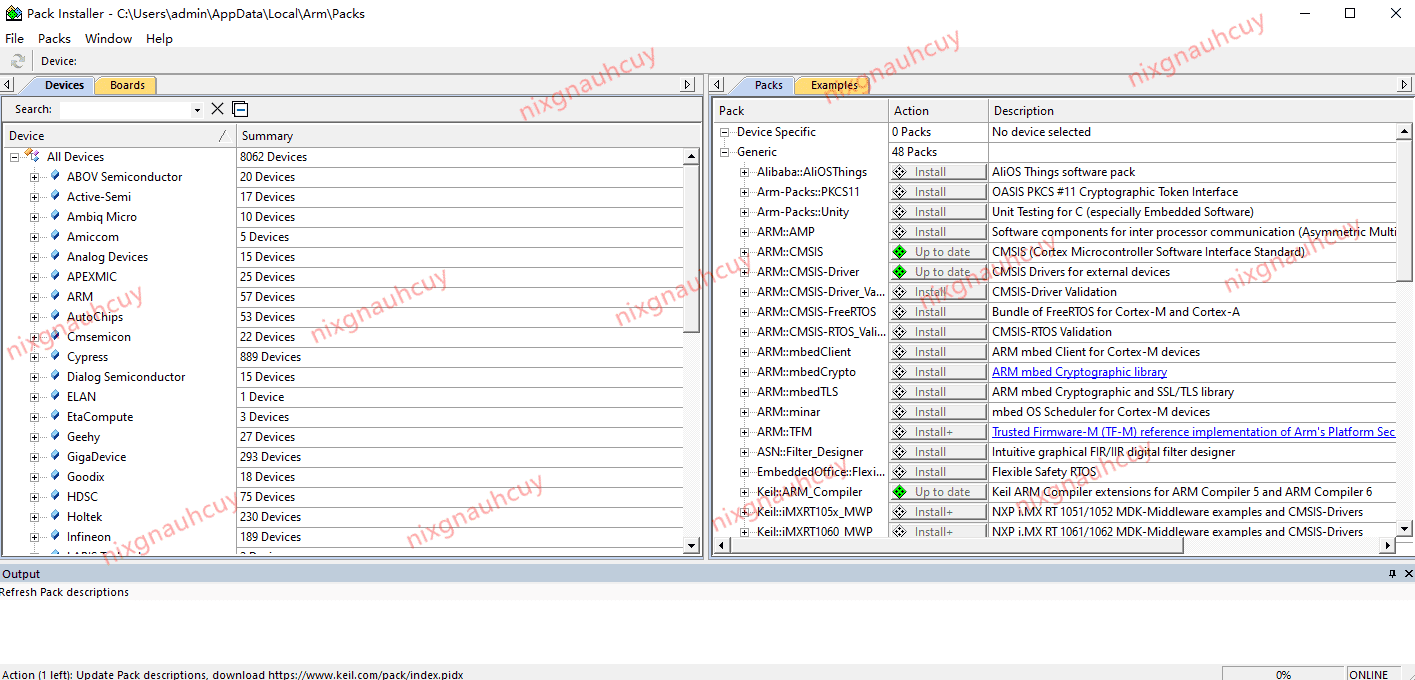 Pack Installer - C:\Users\admin\AppData\Local\Arm\Packs
File Packs Window Help
Device:
Devices Boards
Search:
Device Summary
All Devices 8062 Devices
ABOV Semiconductor 20 Devices
Active-Semi 17 Devices
Ambiq Micro 10 Devices
Amiccom 5 Devices
Analog Devices 15 Devices
APEXMIC 25 Devices
ARM 57 Devices
AutoChips 53 Devices
Cmsemicon 22 Devices
Cypress 889 Devices
Dialog Semiconductor 15 Devices
ELAN 1 Device
EtaCompute 3 Devices
Geehy 27 Devices
GigaDevice 293 Devices
Goodix 18 Devices
HDSC 75 Devices
Holtek 230 Devices
Infineon 189 Devices
Packs Examples
Pack Action Description
Device Specific 0 Packs No device selected
Generic 48 Packs
Alibaba::AliOSThings Install AliOS Things software pack
Arm-Packs::PKCS11 Install OASIS PKCS #11 Cryptographic Token Interface
Arm-Packs::Unity Install Unit Testing for C (especially Embedded Software)
ARM::AMP Install Software components for inter processor communication (Asymmetric Multi
ARM::CMSIS Up to date CMSIS (Cortex Microcontroller Software Interface Standard)
ARM::CMSIS-Driver Up to date CMSIS Drivers for external devices
ARM::CMSIS-Driver_Va... Install CMSIS-Driver Validation
ARM::CMSIS-FreeRTOS Install Bundle of FreeRTOS for Cortex-M and Cortex-A
ARM::CMSIS-RTOS_Vali... Install CMSIS-RTOS Validation
ARM::mbedClient Install ARM mbed Client for Cortex-M devices
ARM::mbedCrypto Install ARM mbed Cryptographic library
ARM::mbedTLS Install ARM mbed Cryptographic and SSL/TLS library
ARM::minar Install mbed OS Scheduler for Cortex-M devices
ARM::TFM Install+ Trusted Firmware-M (TF-M) reference implementation of Arm's Platform Sec
ASN::Filter_Designer Install Intuitive graphical FIR/IIR digital filter designer
EmbeddedOffice::Flexi... Install Flexible Safety RTOS
Keil::ARM_Compiler Up to date Keil ARM Compiler extensions for ARM Compiler 5 and ARM Compiler 6
Keil::iMXRT105x_MWP Install+ NXP i.MX RT 1051/1052 MDK-Middleware examples and CMSIS-Drivers
Keil::iMXRT1060_MWP Install+ NXP i.MX RT 1061/1062 MDK-Middleware examples and CMSIS-Drivers
Output
Refresh Pack descriptions
Action (1 left): Update Pack descriptions, download https://www.keil.com/pack/index.pidx 0% ONLINE
nixgnauhcuy
nixgnauhcuy
nixgnauhcuy
nixgnauhcuy
nixgnauhcuy
nixgnauhcuy
nixgnauhcuy
nixgnauhcuy
nixgnauhcuy
nixgnauhcuy
nixgnauhcuy
nixgnauhcuy